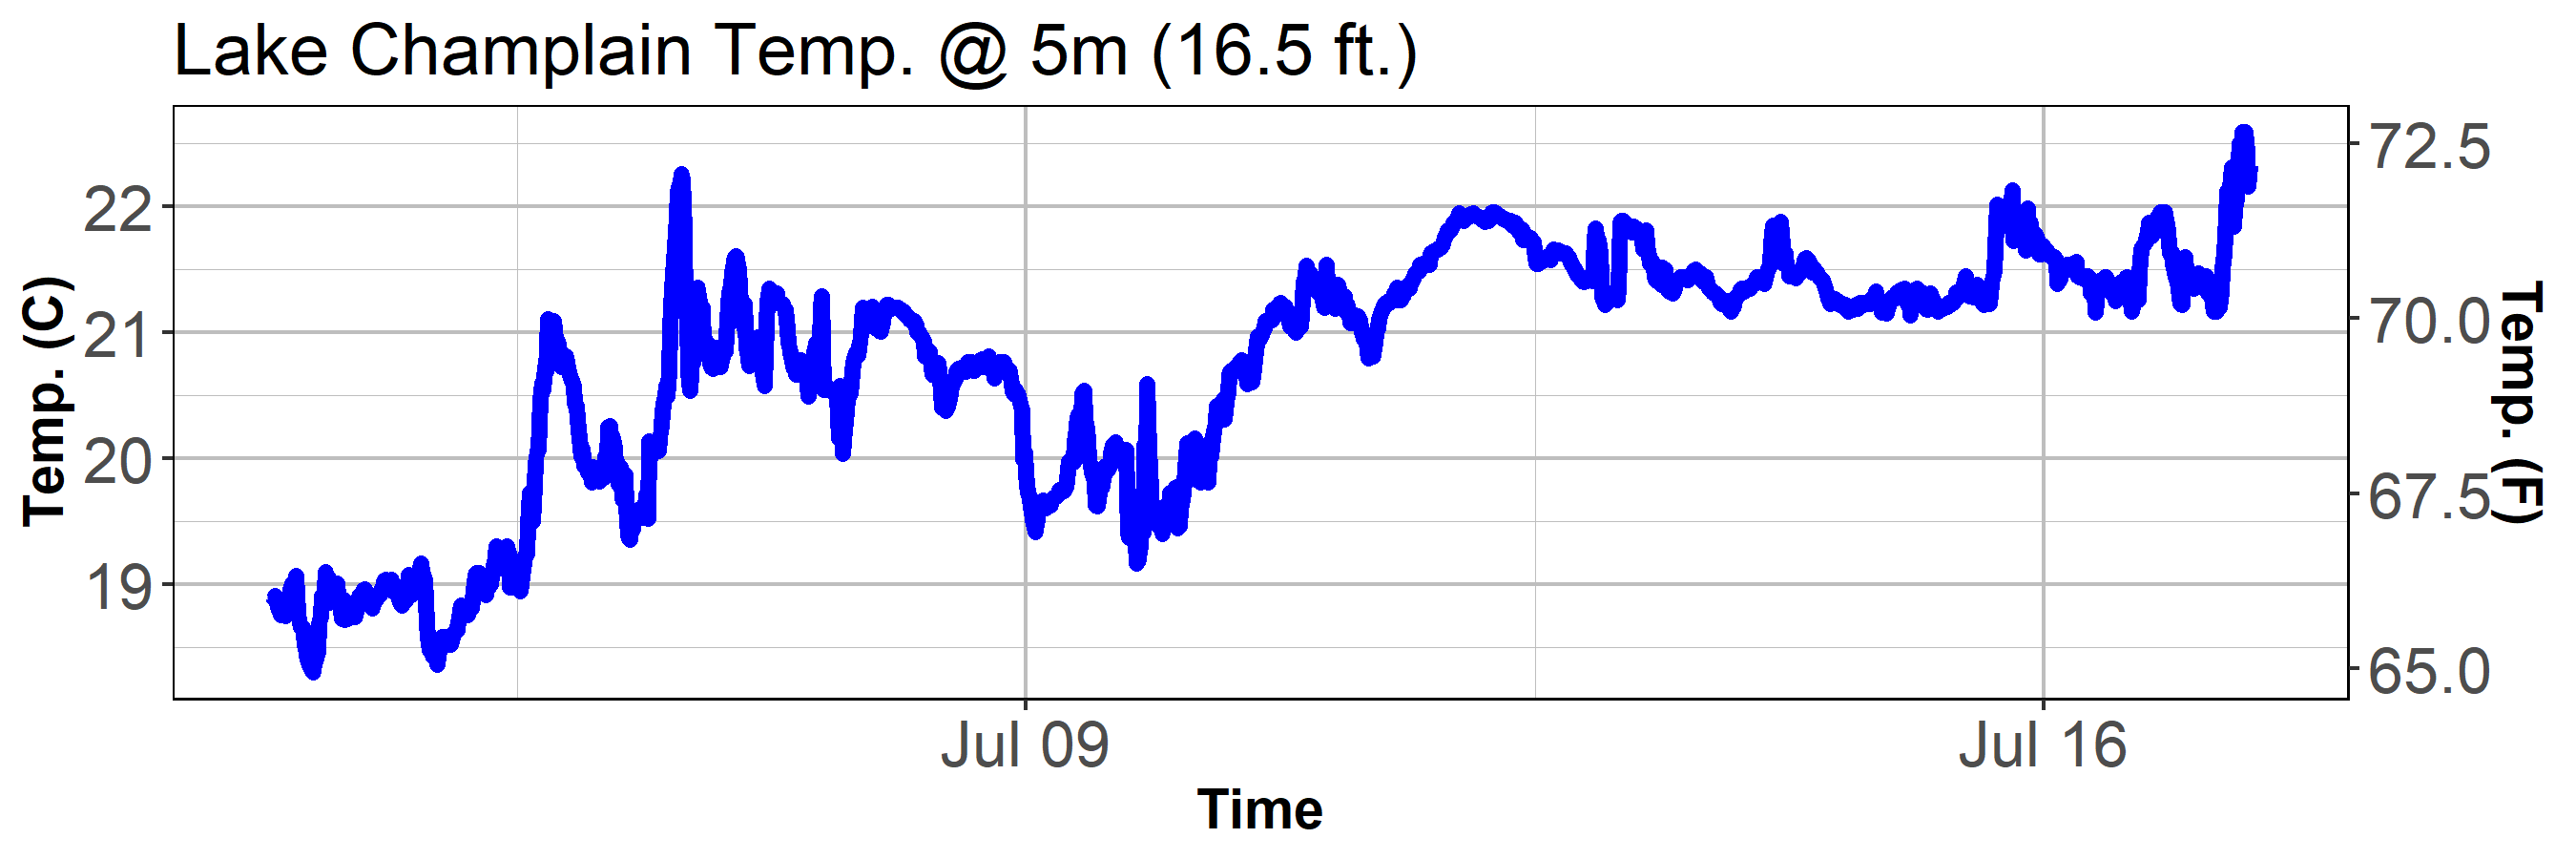 Lake Champlain Temp. @ 5m (16.5 ft.)
Temp. (C)
22
21
20
19
72.5
70.0
67.5
65.0
Temp. (F)
Jul 09
Jul 16
Time